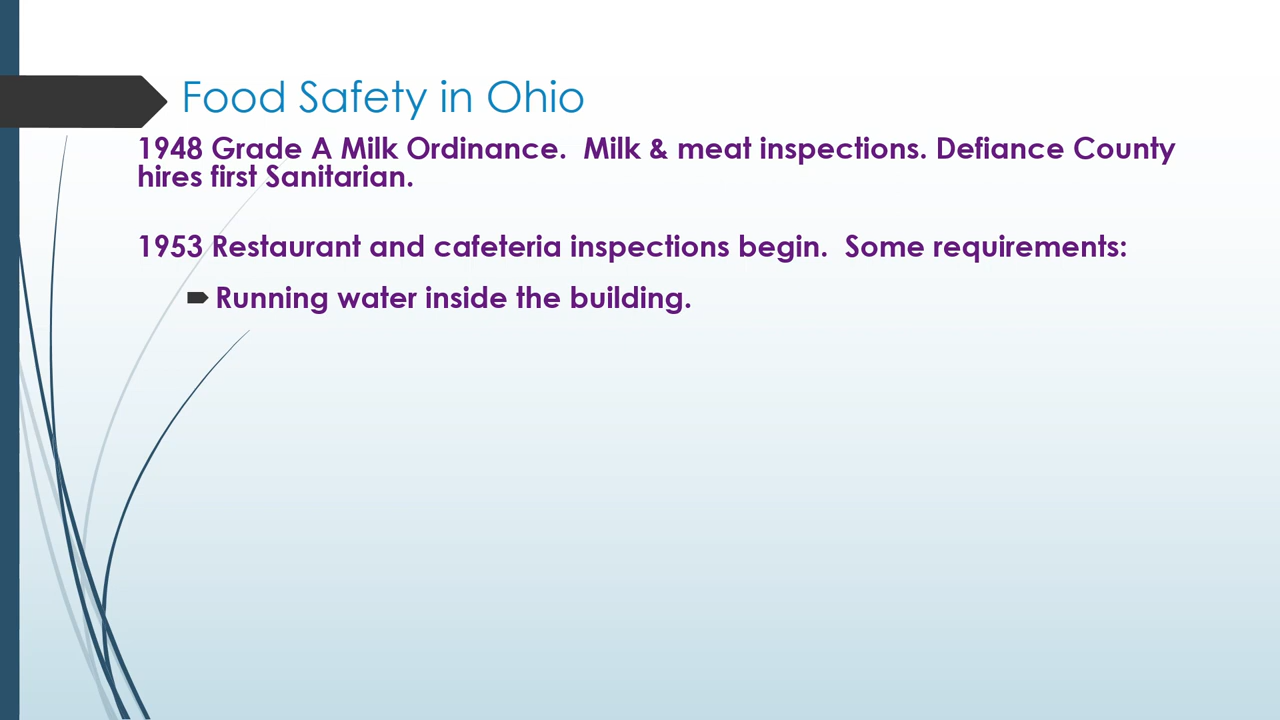 Food Safety in Ohio
1948 Grade A Milk Ordinance.  Milk & meat inspections. Defiance County
hires first Sanitarian.
1953 Restaurant and cafeteria inspections begin.  Some requirements:
Running water inside the building.